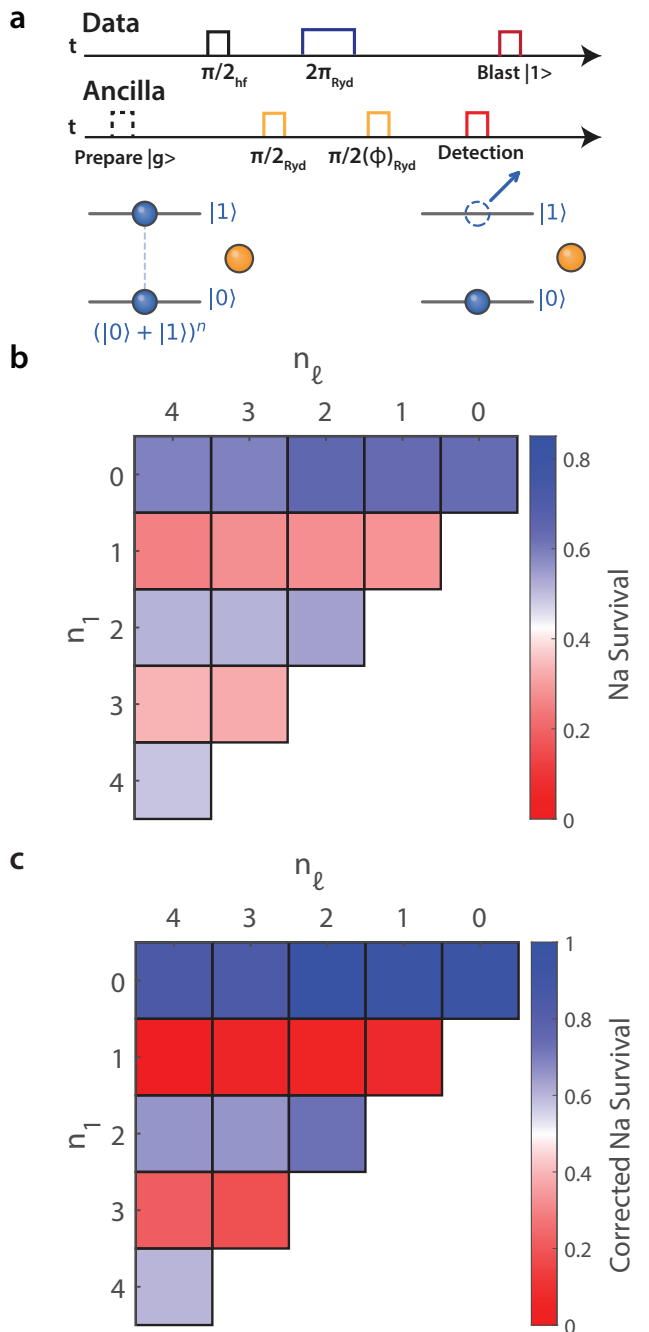 a
Data
t
π/2hf 2πRyd Blast |1>
Ancilla
t
Prepare |g> π/2Ryd π/2(Φ)Ryd Detection
|1⟩ |1⟩
|0⟩ |0⟩
(|0⟩ + |1⟩)ⁿ
b
nℓ
4 3 2 1 0
0
1
2
3
4
n1
0.8
0.6
0.4
0.2
0
Na Survival
c
nℓ
4 3 2 1 0
0
1
2
3
4
n1
1
0.8
0.6
0.4
0.2
0
Corrected Na Survival